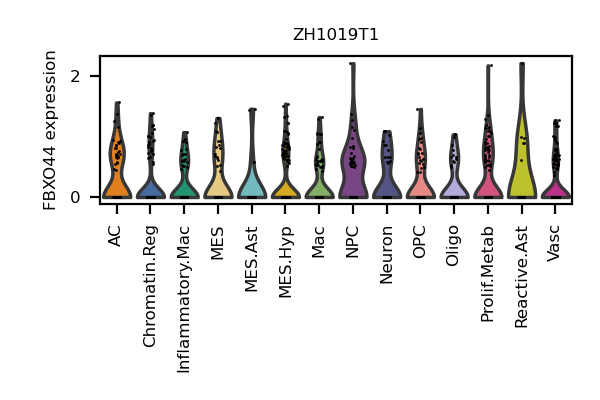 ZH1019T1
FBXO44 expression
2
0
AC
Chromatin.Reg
Inflammatory.Mac
MES
MES.Ast
MES.Hyp
Mac
NPC
Neuron
OPC
Oligo
Prolif.Metab
Reactive.Ast
Vasc